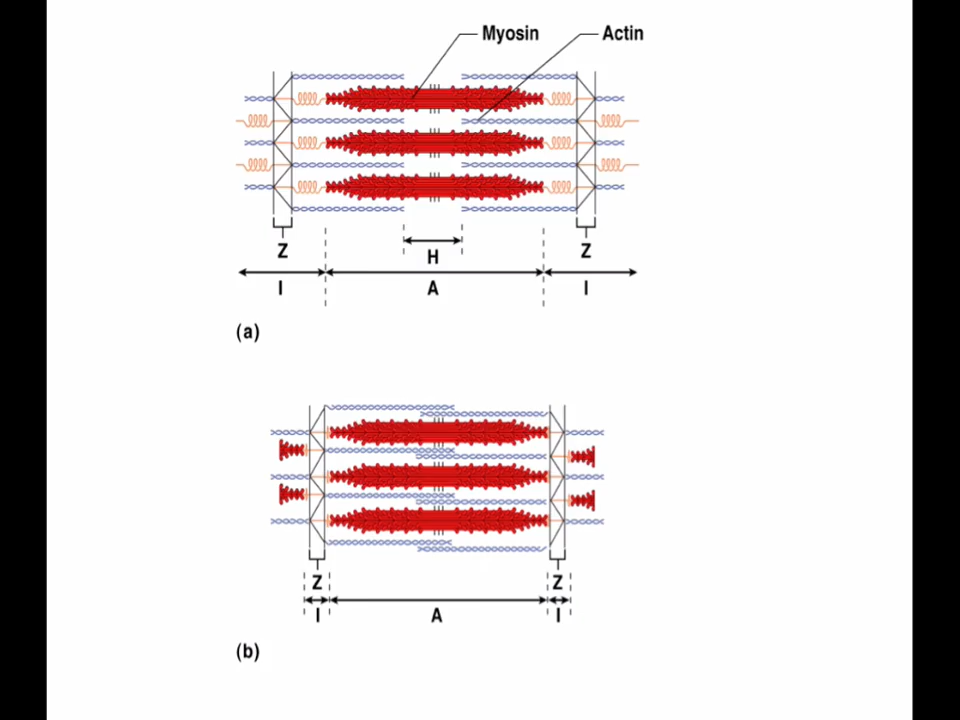 Myosin Actin
Z Z
H
I A I
(a)
Z Z
I A I
(b)